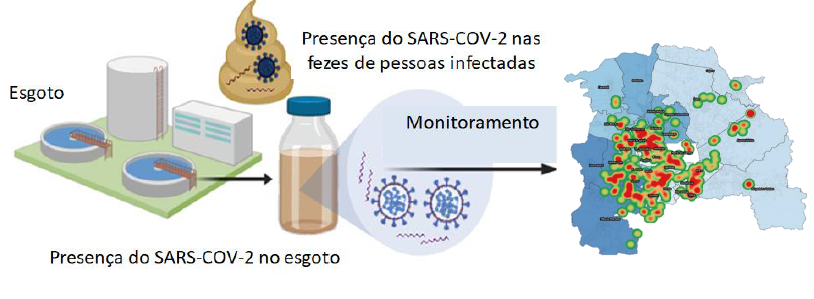 Presença do SARS-COV-2 nas
fezes de pessoas infectadas
Esgoto
Monitoramento
Presença do SARS-COV-2 no esgoto